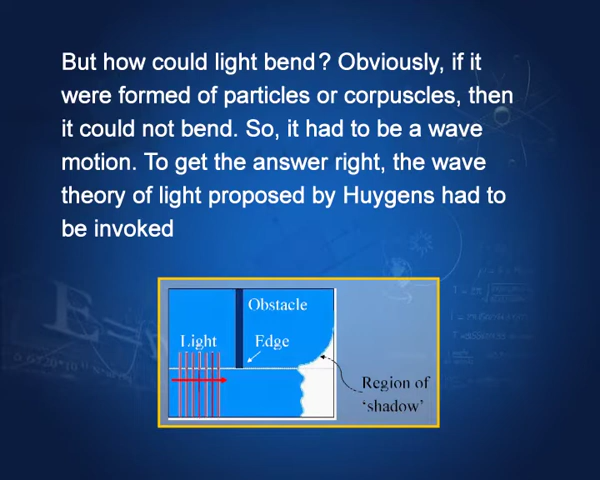 But how could light bend? Obviously, if it
were formed of particles or corpuscles, then
it could not bend. So, it had to be a wave
motion. To get the answer right, the wave
theory of light proposed by Huygens had to
be invoked
Obstacle
Light
Edge
Region of
'shadow'